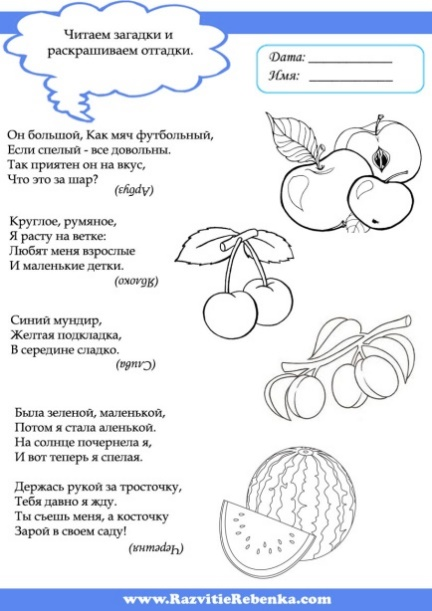 Читаем загадки и
раскрашиваем отгадки.
Дата: ______________
Имя: ______________
Он большой, Как мяч футбольный,
Если спелый - все довольны.
Так приятен он на вкус,
Что это за шар?
(Арбуз)
Круглое, румяное,
Я расту на ветке:
Любят меня взрослые
И маленькие детки.
(Яблоко)
Синий мундир,
Желтая подкладка,
В середине сладко.
(Слива)
Была зеленой, маленькой,
Потом я стала аленькой.
На солнце почернела я,
И вот теперь я спелая.
Держась рукой за тросточку,
Тебя давно я жду.
Ты съешь меня, а косточку
Зарой в своем саду!
(Черешня)
www.RazvitieRebenka.com